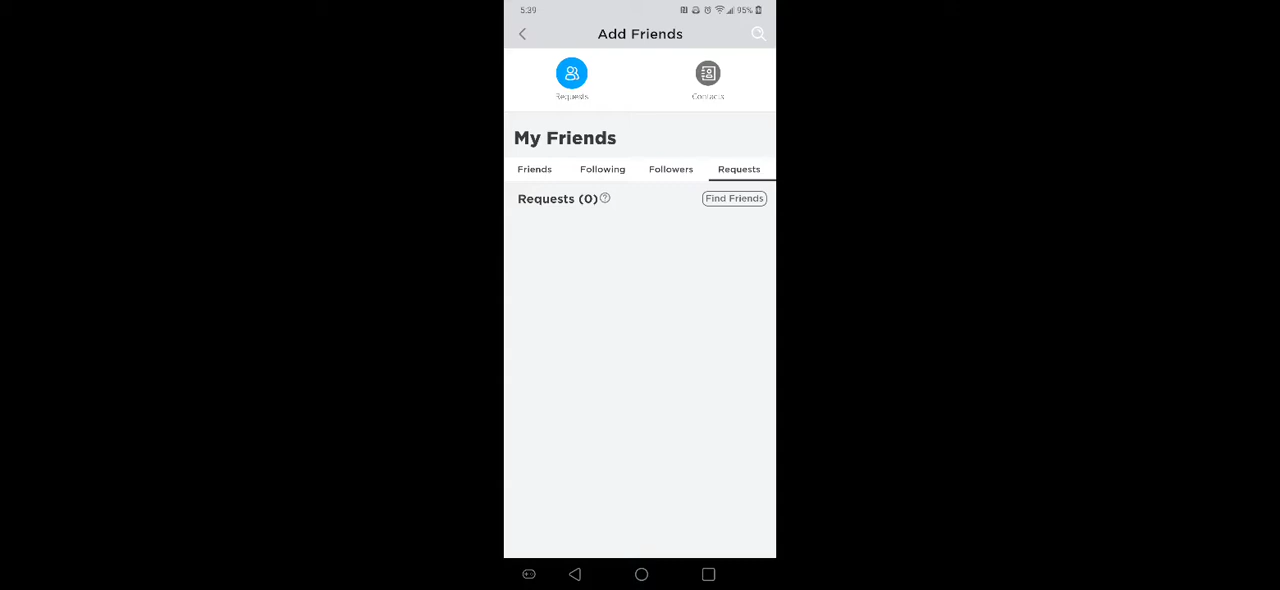 5:39
95%
Add Friends
Requests
Contacts
My Friends
Friends Following Followers Requests
Requests (0)
Find Friends